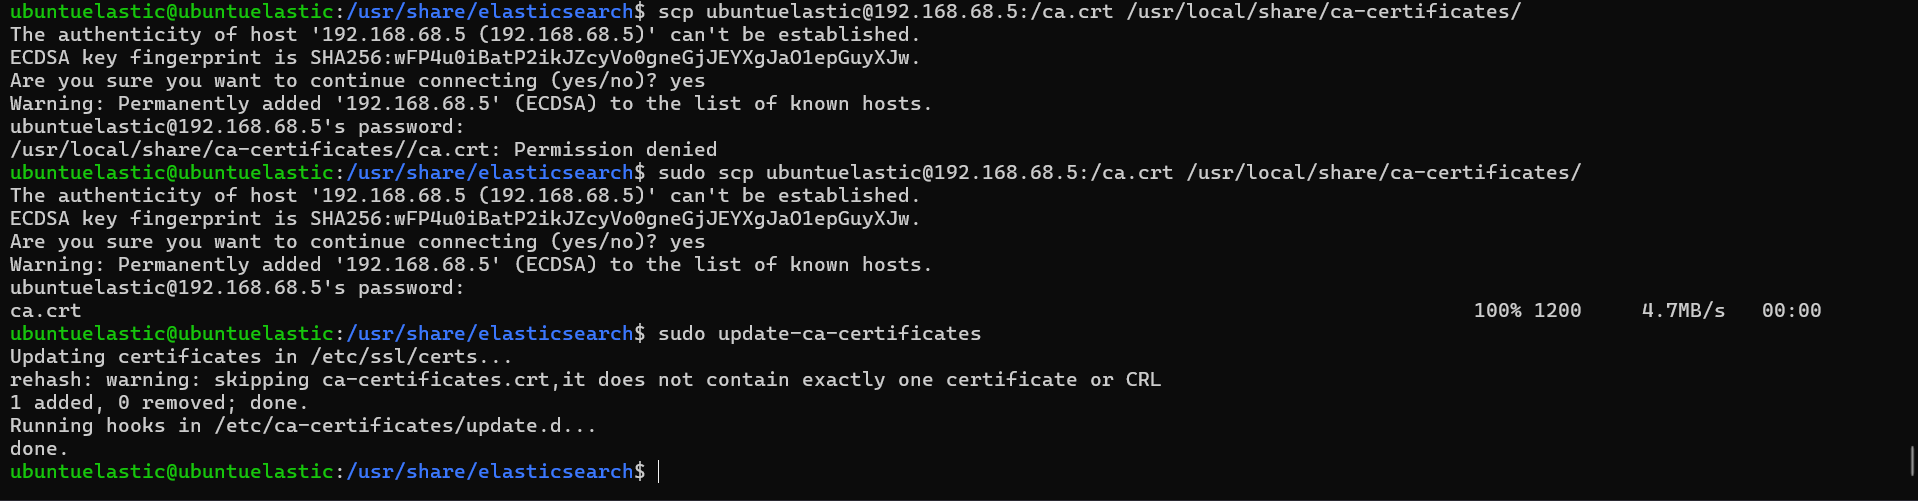 ubuntuelastic@ubuntuelastic:/usr/share/elasticsearch$ scp ubuntuelastic@192.168.68.5:/ca.crt /usr/local/share/ca-certificates/
The authenticity of host '192.168.68.5 (192.168.68.5)' can't be established.
ECDSA key fingerprint is SHA256:wFP4u0iBatP2ikJZcyVo0gneGjJEYXgJaO1epGuyXJw.
Are you sure you want to continue connecting (yes/no)? yes
Warning: Permanently added '192.168.68.5' (ECDSA) to the list of known hosts.
ubuntuelastic@192.168.68.5's password:
/usr/local/share/ca-certificates//ca.crt: Permission denied
ubuntuelastic@ubuntuelastic:/usr/share/elasticsearch$ sudo scp ubuntuelastic@192.168.68.5:/ca.crt /usr/local/share/ca-certificates/
The authenticity of host '192.168.68.5 (192.168.68.5)' can't be established.
ECDSA key fingerprint is SHA256:wFP4u0iBatP2ikJZcyVo0gneGjJEYXgJaO1epGuyXJw.
Are you sure you want to continue connecting (yes/no)? yes
Warning: Permanently added '192.168.68.5' (ECDSA) to the list of known hosts.
ubuntuelastic@192.168.68.5's password:
ca.crt 100% 1200 4.7MB/s 00:00
ubuntuelastic@ubuntuelastic:/usr/share/elasticsearch$ sudo update-ca-certificates
Updating certificates in /etc/ssl/certs...
rehash: warning: skipping ca-certificates.crt,it does not contain exactly one certificate or CRL
1 added, 0 removed; done.
Running hooks in /etc/ca-certificates/update.d...
done.
ubuntuelastic@ubuntuelastic:/usr/share/elasticsearch$